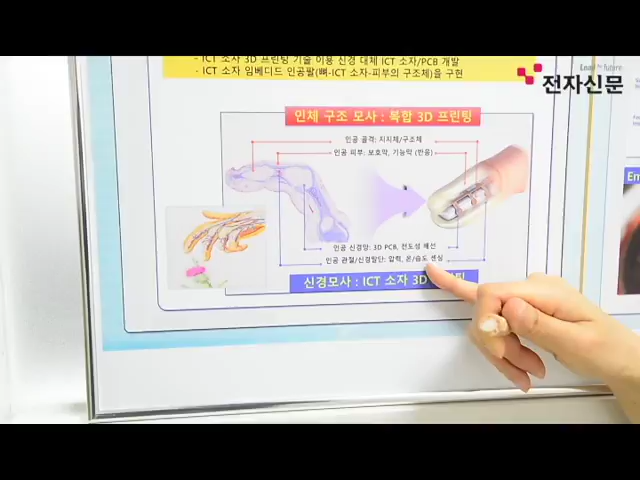 - ICT 소자 3D 프린팅 기술 이용 신경 대체 ICT 소자/PCB 개발
- ICT 소자 임베디드 인공팔(뼈-ICT 소자-피부의 구조체)을 구현
Lead to future
전자신문
인체 구조 모사 : 복합 3D 프린팅
인공 골격: 지지체/구조체
인공 피부: 보호막, 기능막 (반응)
인공 신경망: 3D PCB, 전도성 배선
인공 관절/신경말단: 압력, 온/습도 센싱
신경모사 : ICT 소자 3D
Em